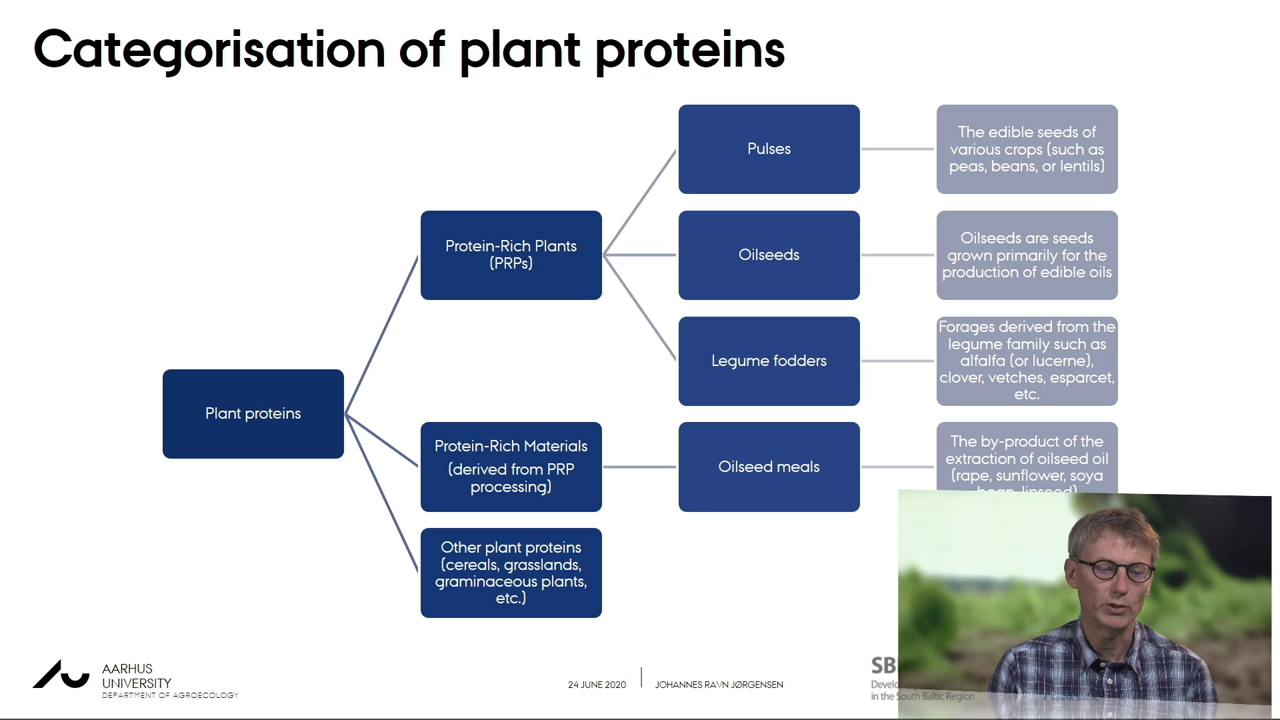 Categorisation of plant proteins
Plant proteins
Protein-Rich Plants
(PRPs)
Pulses
The edible seeds of
various crops (such as
peas, beans, or lentils)
Oilseeds
Oilseeds are seeds
grown primarily for the
production of edible oils
Legume fodders
Forages derived from the
legume family such as
alfalfa (or lucerne),
clover, vetches, esparcet,
etc.
Protein-Rich Materials
(derived from PRP
processing)
Oilseed meals
The by-product of the
extraction of oilseed oil
(rape, sunflower, soya
bean, linseed)
Other plant proteins
(cereals, grasslands,
graminaceous plants,
etc.)
AARHUS
UNIVERSITY
DEPARTMENT OF AGROECOLOGY
24 JUNE 2020
JOHANNES RAVN JØRGENSEN
SB
Develo
in the South Baltic Region